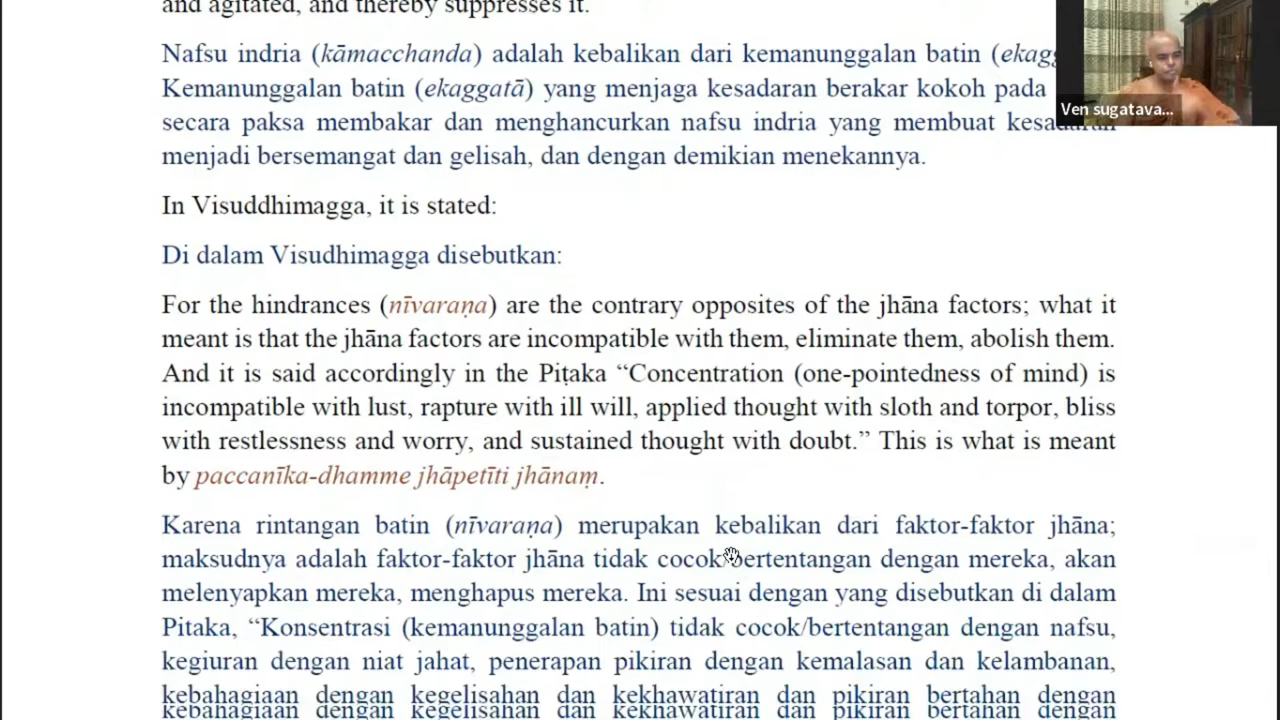 and agitated, and thereby suppresses it.
Nafsu indria (kāmacchanda) adalah kebalikan dari kemanunggalan batin
Kemanunggalan batin (ekaggatā) yang menjaga kesadaran berakar kokoh pada
secara paksa membakar dan menghancurkan nafsu indria yang membuat kesadaran
menjadi bersemangat dan gelisah, dan dengan demikian menekannya.
In Visuddhimagga, it is stated:
Di dalam Visudhimagga disebutkan:
For the hindrances (nīvaraṇa) are the contrary opposites of the jhāna factors; what it
meant is that the jhāna factors are incompatible with them, eliminate them, abolish them.
And it is said accordingly in the Piṭaka “Concentration (one-pointedness of mind) is
incompatible with lust, rapture with ill will, applied thought with sloth and torpor, bliss
with restlessness and worry, and sustained thought with doubt.” This is what is meant
by paccanīka-dhamme jhāpetīti jhānaṃ.
Karena rintangan batin (nīvaraṇa) merupakan kebalikan dari faktor-faktor jhāna;
maksudnya adalah faktor-faktor jhāna tidak cocok/bertentangan dengan mereka, akan
melenyapkan mereka, menghapus mereka. Ini sesuai dengan yang disebutkan di dalam
Pitaka, “Konsentrasi (kemanunggalan batin) tidak cocok/bertentangan dengan nafsu,
kegiuran dengan niat jahat, penerapan pikiran dengan kemalasan dan kelambanan,
kebahagiaan dengan kegelisahan dan kekhawatiran dan pikiran bertahan dengan
Ven sugatava...